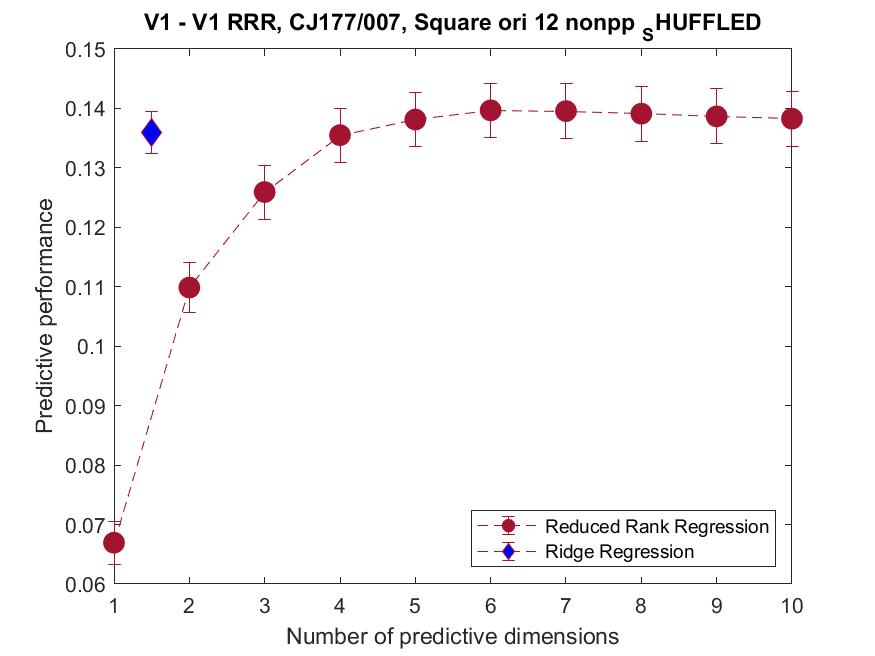 V1 - V1 RRR, CJ177/007, Square ori 12 nonpp SHUFFLED
0.15
0.14
0.13
0.12
0.11
0.1
0.09
0.08
0.07
0.06
Predictive performance
1 2 3 4 5 6 7 8 9 10
Number of predictive dimensions
Reduced Rank Regression
Ridge Regression